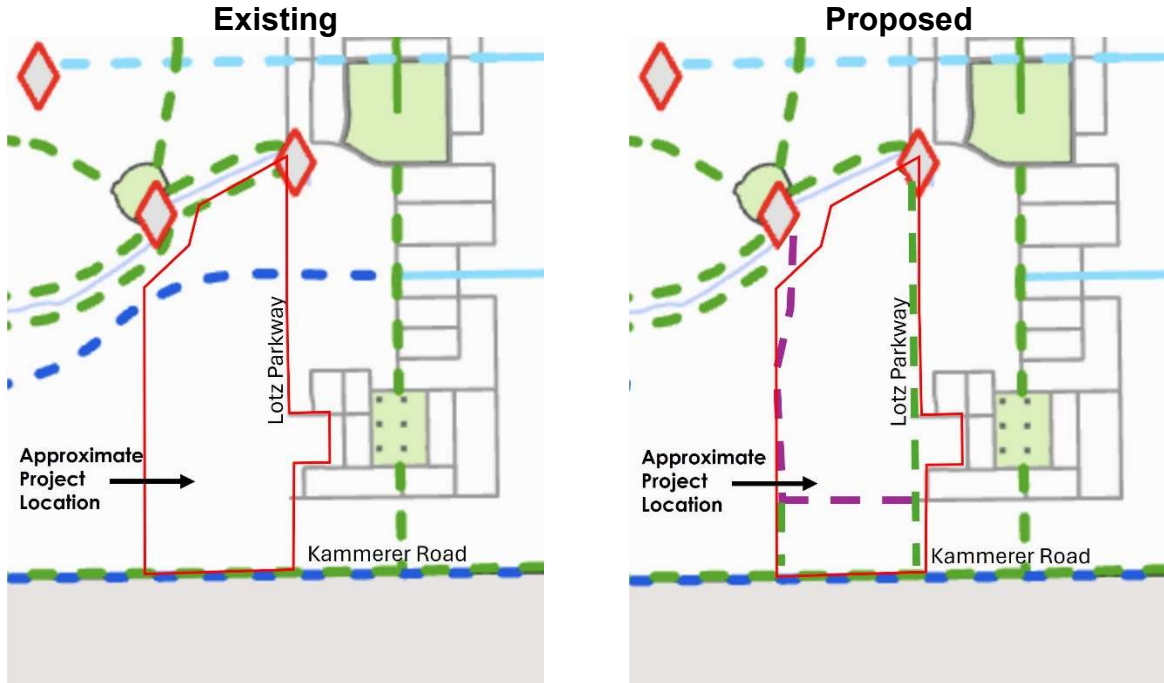 Existing
Proposed
Lotz Parkway
Approximate
Project
Location
Kammerer Road
Lotz Parkway
Approximate
Project
Location
Kammerer Road